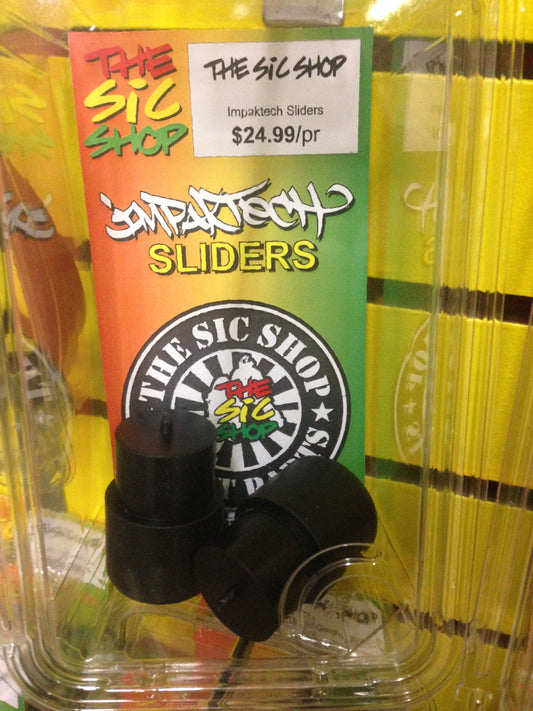 THE
SiC
SHOP
THE SiC SHOP
Impaktech Sliders
$24.99/pr
IMPAKTECH
SLIDERS
THE SIC SHOP
THE
SiC
SHOP
PARTS